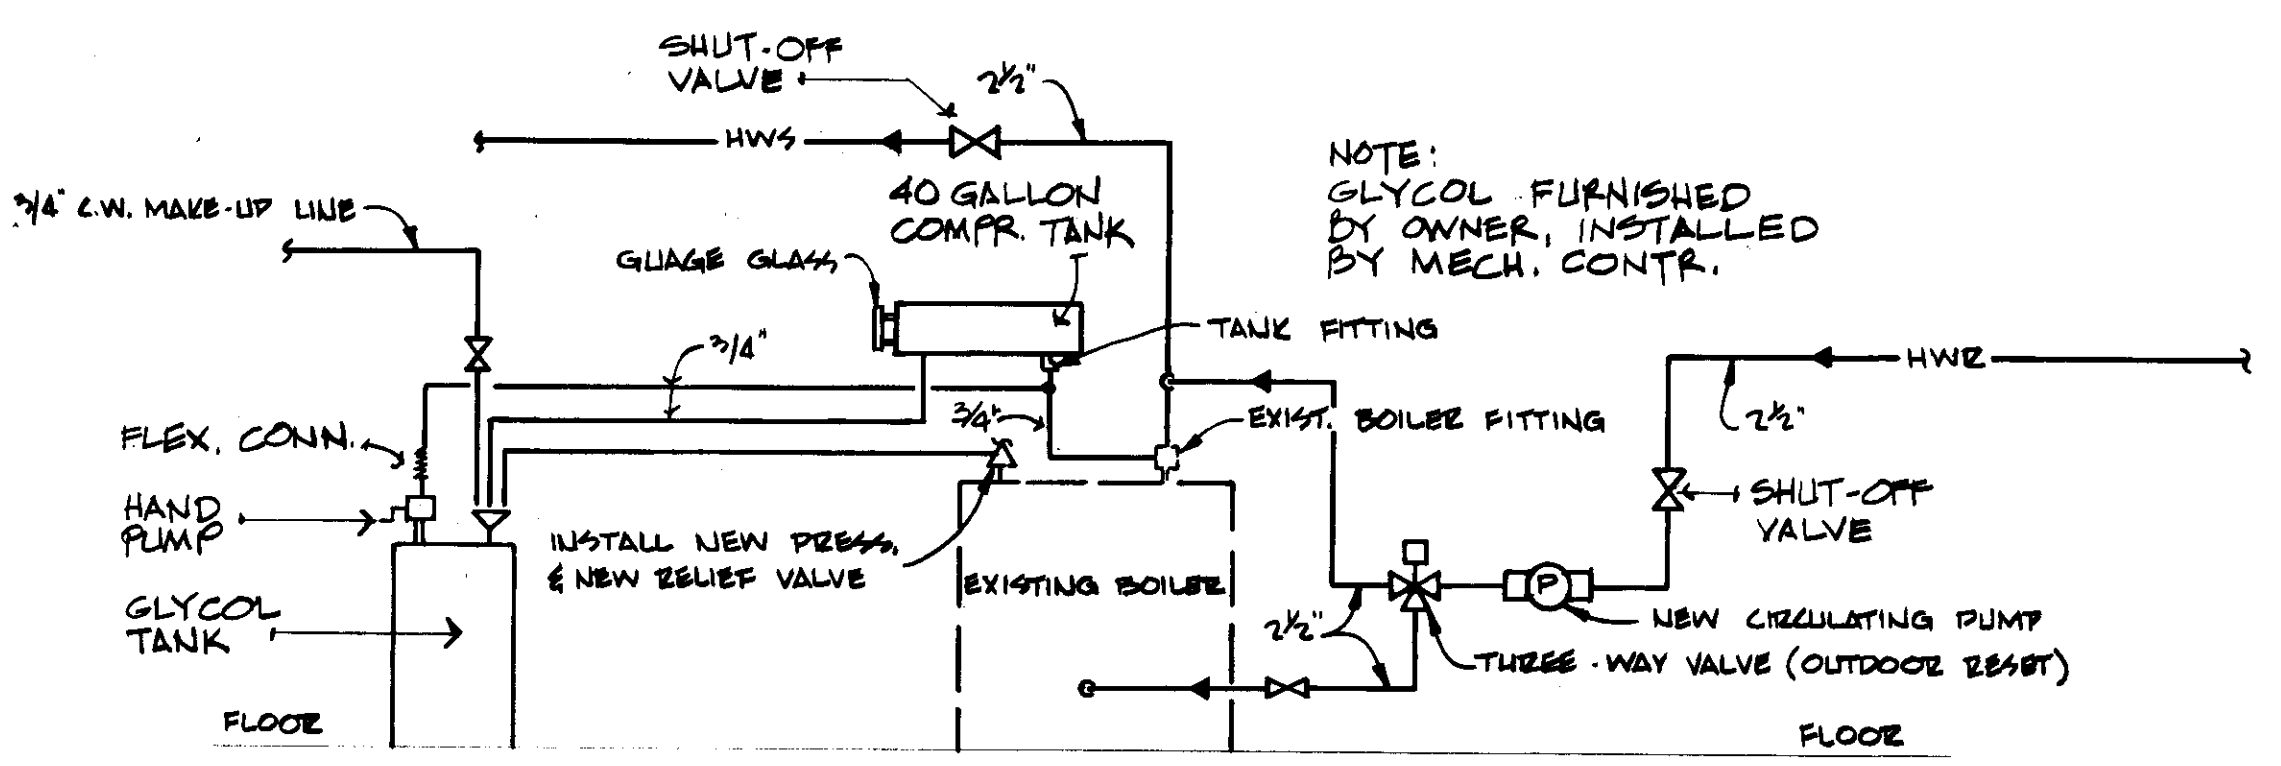 SHUT-OFF
VALVE
2½"
HWS
NOTE:
GLYCOL FURNISHED
BY OWNER, INSTALLED
BY MECH. CONTR.
3/4" C.W. MAKE-UP LINE
40 GALLON
COMPR. TANK
GUAGE GLASS
TANK FITTING
3/4"
HWR
2½"
3/4"
EXIST. BOILER FITTING
FLEX. CONN.
HAND
PUMP
SHUT-OFF
VALVE
INSTALL NEW PRESS.
& NEW RELIEF VALVE
EXISTING BOILER
P
GLYCOL
TANK
2½"
NEW CIRCULATING PUMP
THREE-WAY VALVE (OUTDOOR RESET)
FLOOR
FLOOR